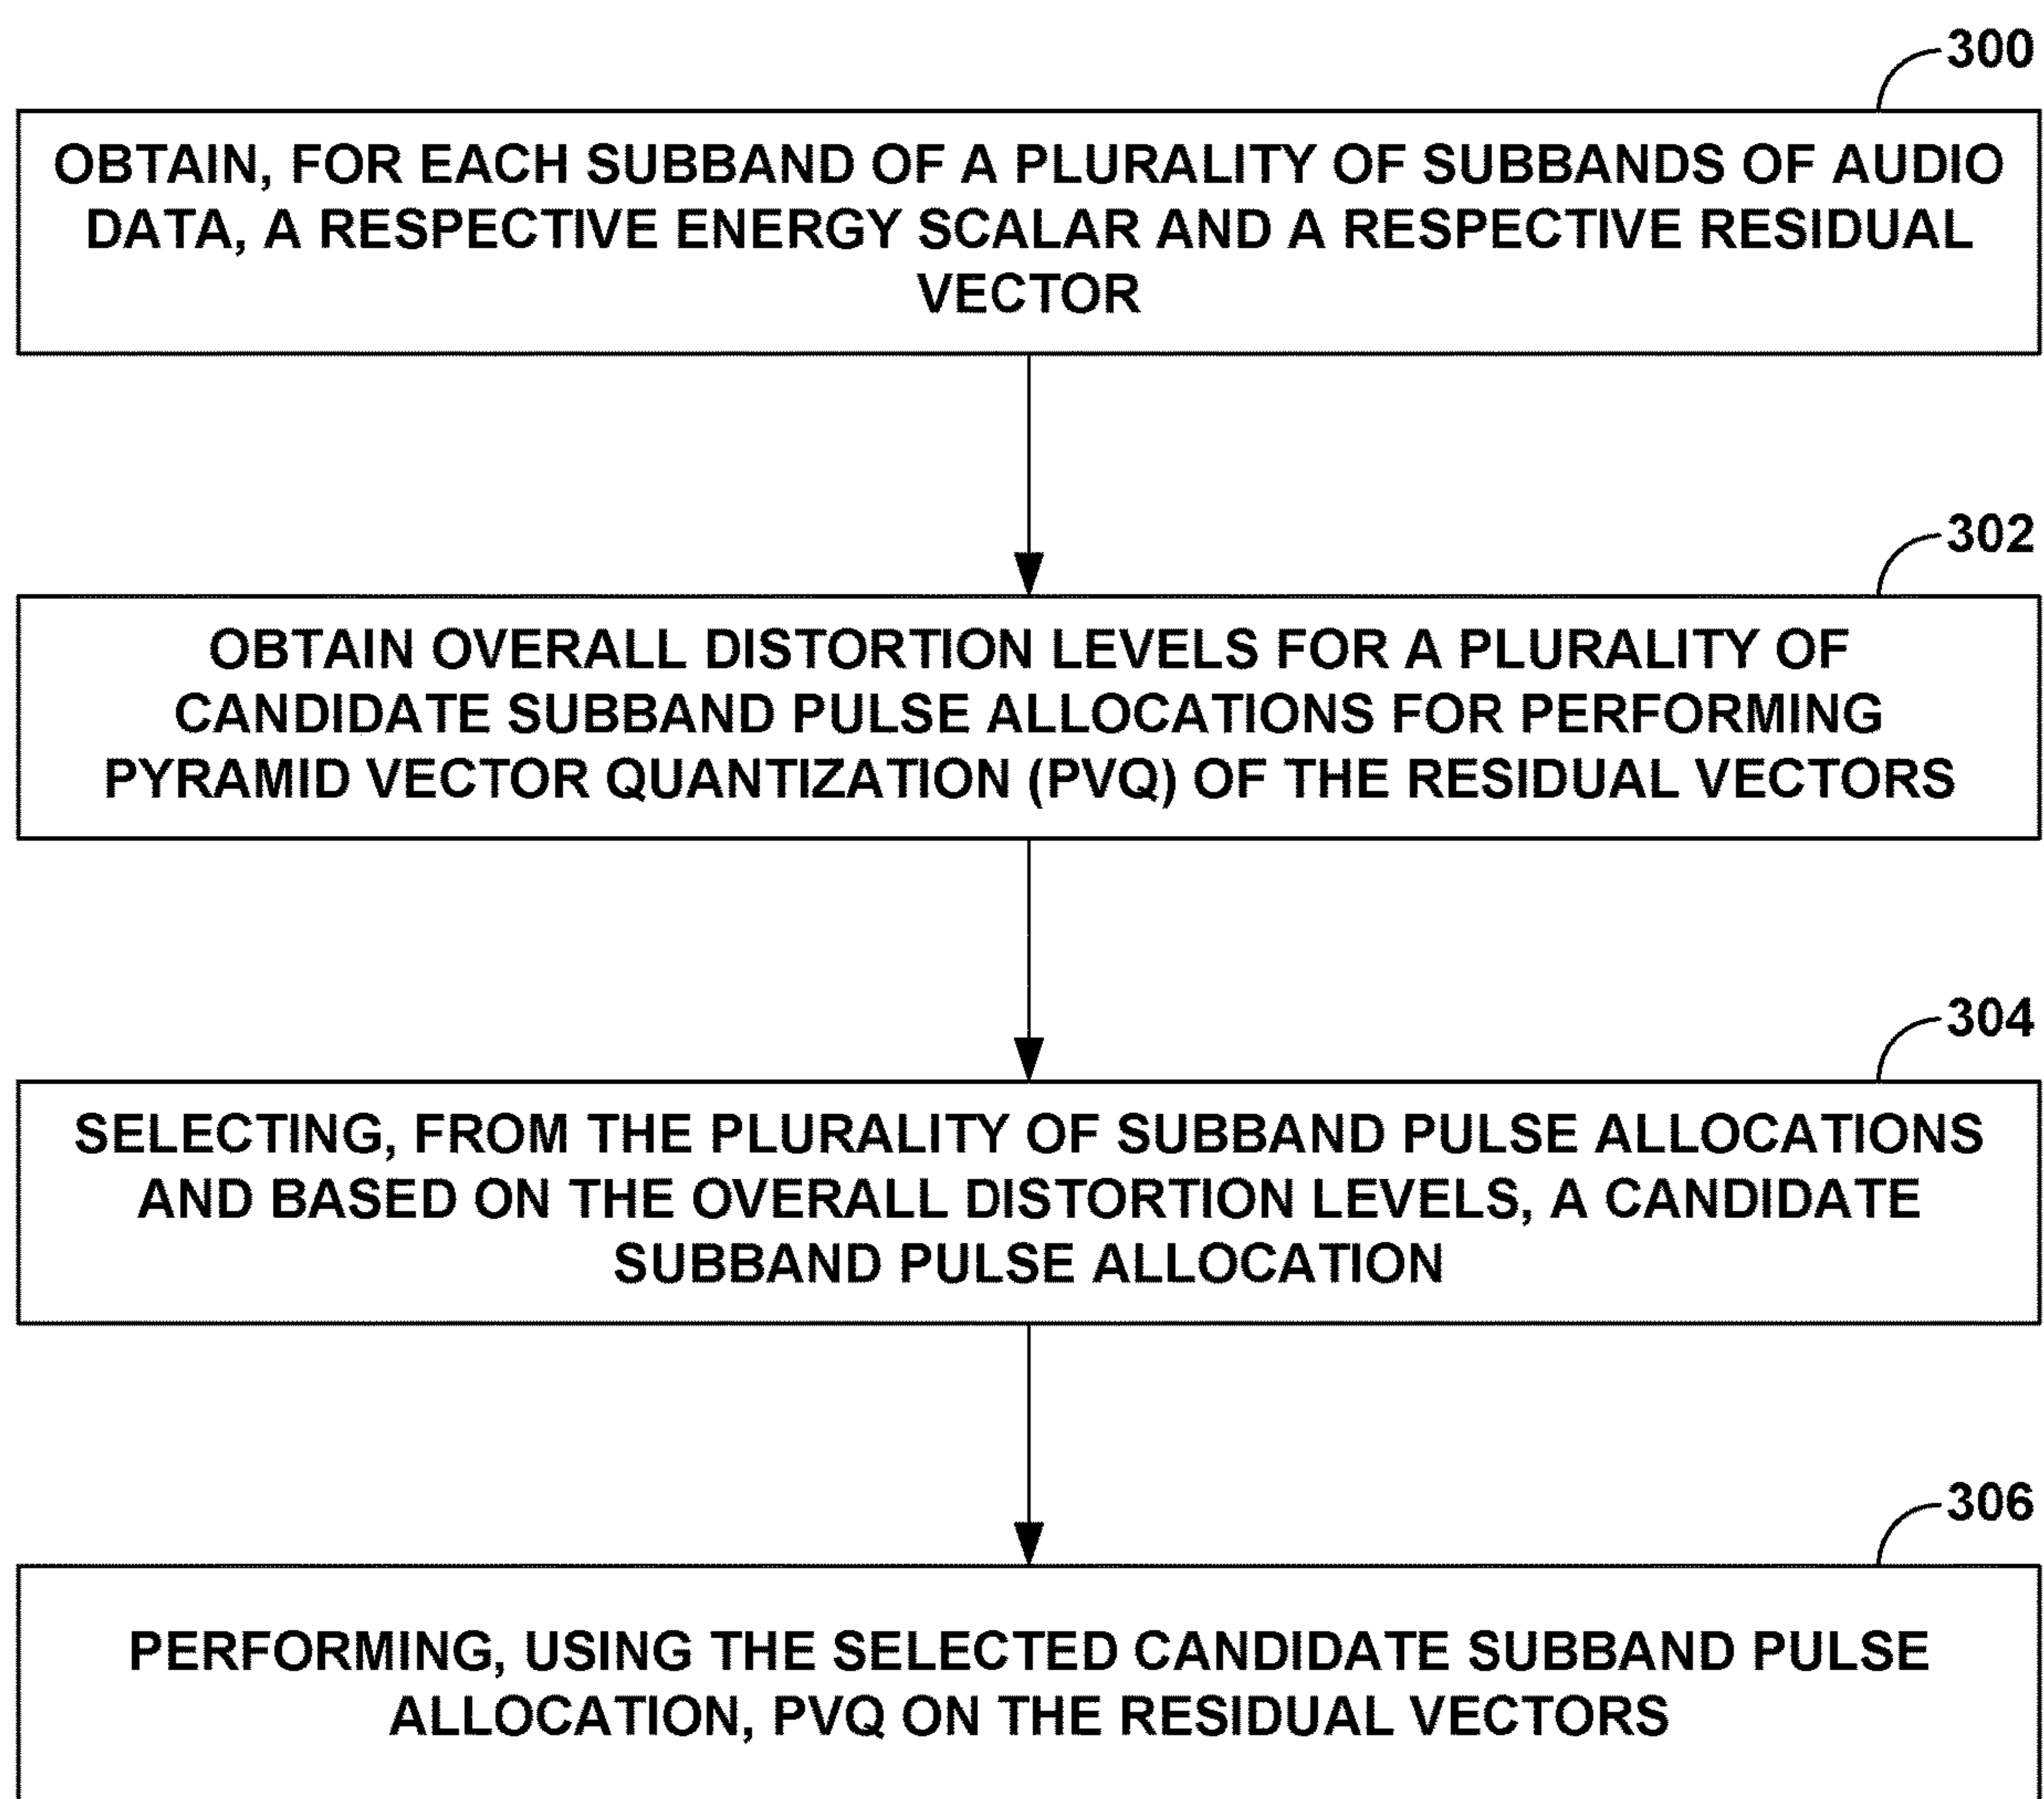 300
OBTAIN, FOR EACH SUBBAND OF A PLURALITY OF SUBBANDS OF AUDIO
DATA, A RESPECTIVE ENERGY SCALAR AND A RESPECTIVE RESIDUAL
VECTOR
302
OBTAIN OVERALL DISTORTION LEVELS FOR A PLURALITY OF
CANDIDATE SUBBAND PULSE ALLOCATIONS FOR PERFORMING
PYRAMID VECTOR QUANTIZATION (PVQ) OF THE RESIDUAL VECTORS
304
SELECTING, FROM THE PLURALITY OF SUBBAND PULSE ALLOCATIONS
AND BASED ON THE OVERALL DISTORTION LEVELS, A CANDIDATE
SUBBAND PULSE ALLOCATION
306
PERFORMING, USING THE SELECTED CANDIDATE SUBBAND PULSE
ALLOCATION, PVQ ON THE RESIDUAL VECTORS